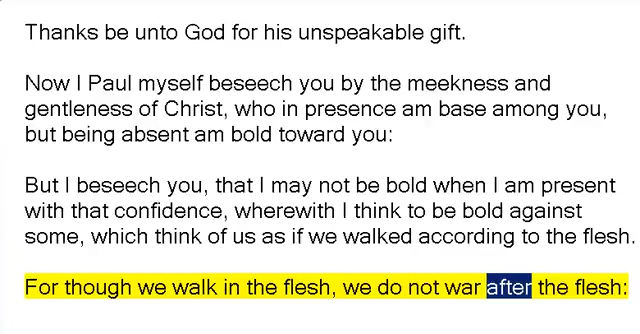 Thanks be unto God for his unspeakable gift.
Now I Paul myself beseech you by the meekness and
gentleness of Christ, who in presence am base among you,
but being absent am bold toward you:
But I beseech you, that I may not be bold when I am present
with that confidence, wherewith I think to be bold against
some, which think of us as if we walked according to the flesh.
For though we walk in the flesh, we do not war after the flesh: